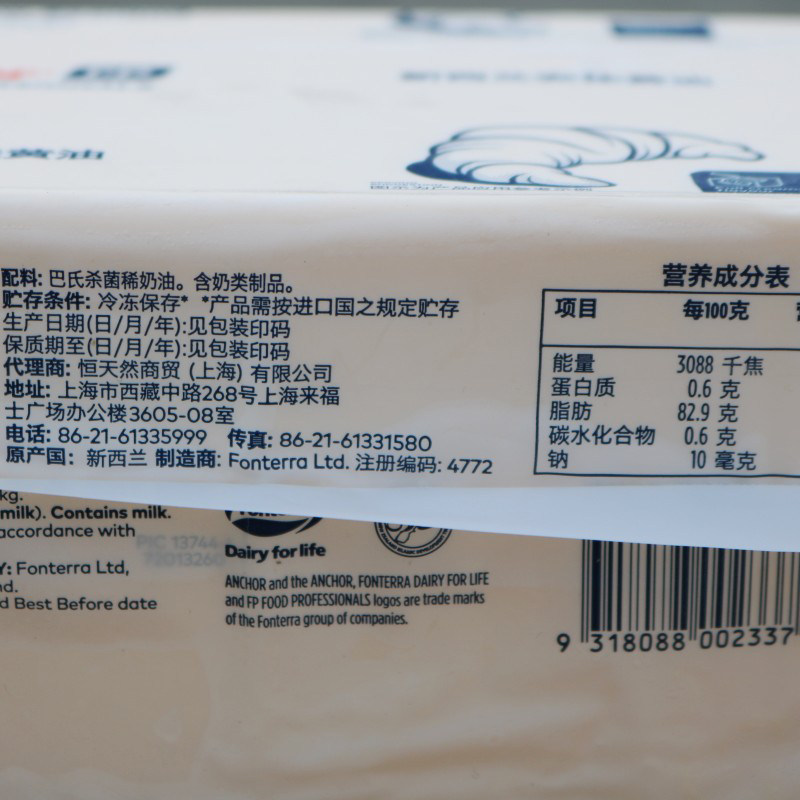 黄油
配料: 巴氏杀菌稀奶油。含奶类制品。
贮存条件: 冷冻保存* *产品需按进口国之规定贮存
生产日期(日/月/年):见包装印码
保质期至(日/月/年):见包装印码
代理商: 恒天然商贸 (上海) 有限公司
地址: 上海市西藏中路268号上海来福
士广场办公楼3605-08室
电话: 86-21-61335999 传真: 86-21-61331580
原产国: 新西兰 制造商: Fonterra Ltd. 注册编码: 4772
营养成分表
项目 每100克
能量 3088 千焦
蛋白质 0.6 克
脂肪 82.9 克
碳水化合物 0.6 克
钠 10 毫克
kg.
milk). Contains milk.
accordance with
Y: Fonterra Ltd,
nd.
d Best Before date
Dairy for life
ANCHOR and the ANCHOR, FONTERRA DAIRY FOR LIFE
and FP FOOD PROFESSIONALS logos are trade marks
of the Fonterra group of companies.
9 318088 002337